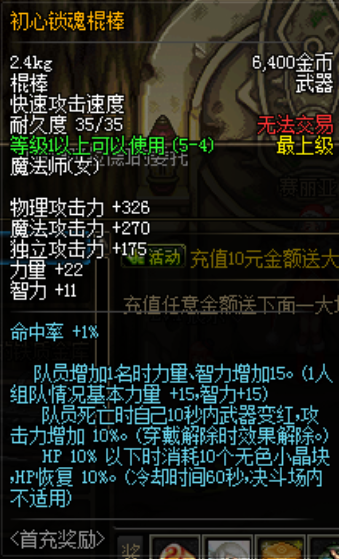 初心锁魂棍棒
2.4kg 6,400金币
棍棒 武器
快速攻击速度
耐久度 35/35 无法交易
等级1以上可以使用 (5-4) 最上级
魔法师(女)
物理攻击力 +326
魔法攻击力 +270
独立攻击力 +175
活动 充值10元金额送大
力量 +22
智力 +11
充值任意金额送下面一大
命中率 +1%
队员增加1名时力量、智力增加15。(1人
组队情况基本力量 +15,智力+15)
队员死亡时自己10秒内武器变红,攻
击力增加 10%。(穿戴解除时效果解除。)
HP 10% 以下时消耗10个无色小晶块
,HP恢复 10%。(冷却时间60秒,决斗场内
不适用)
<首充奖励>
奖